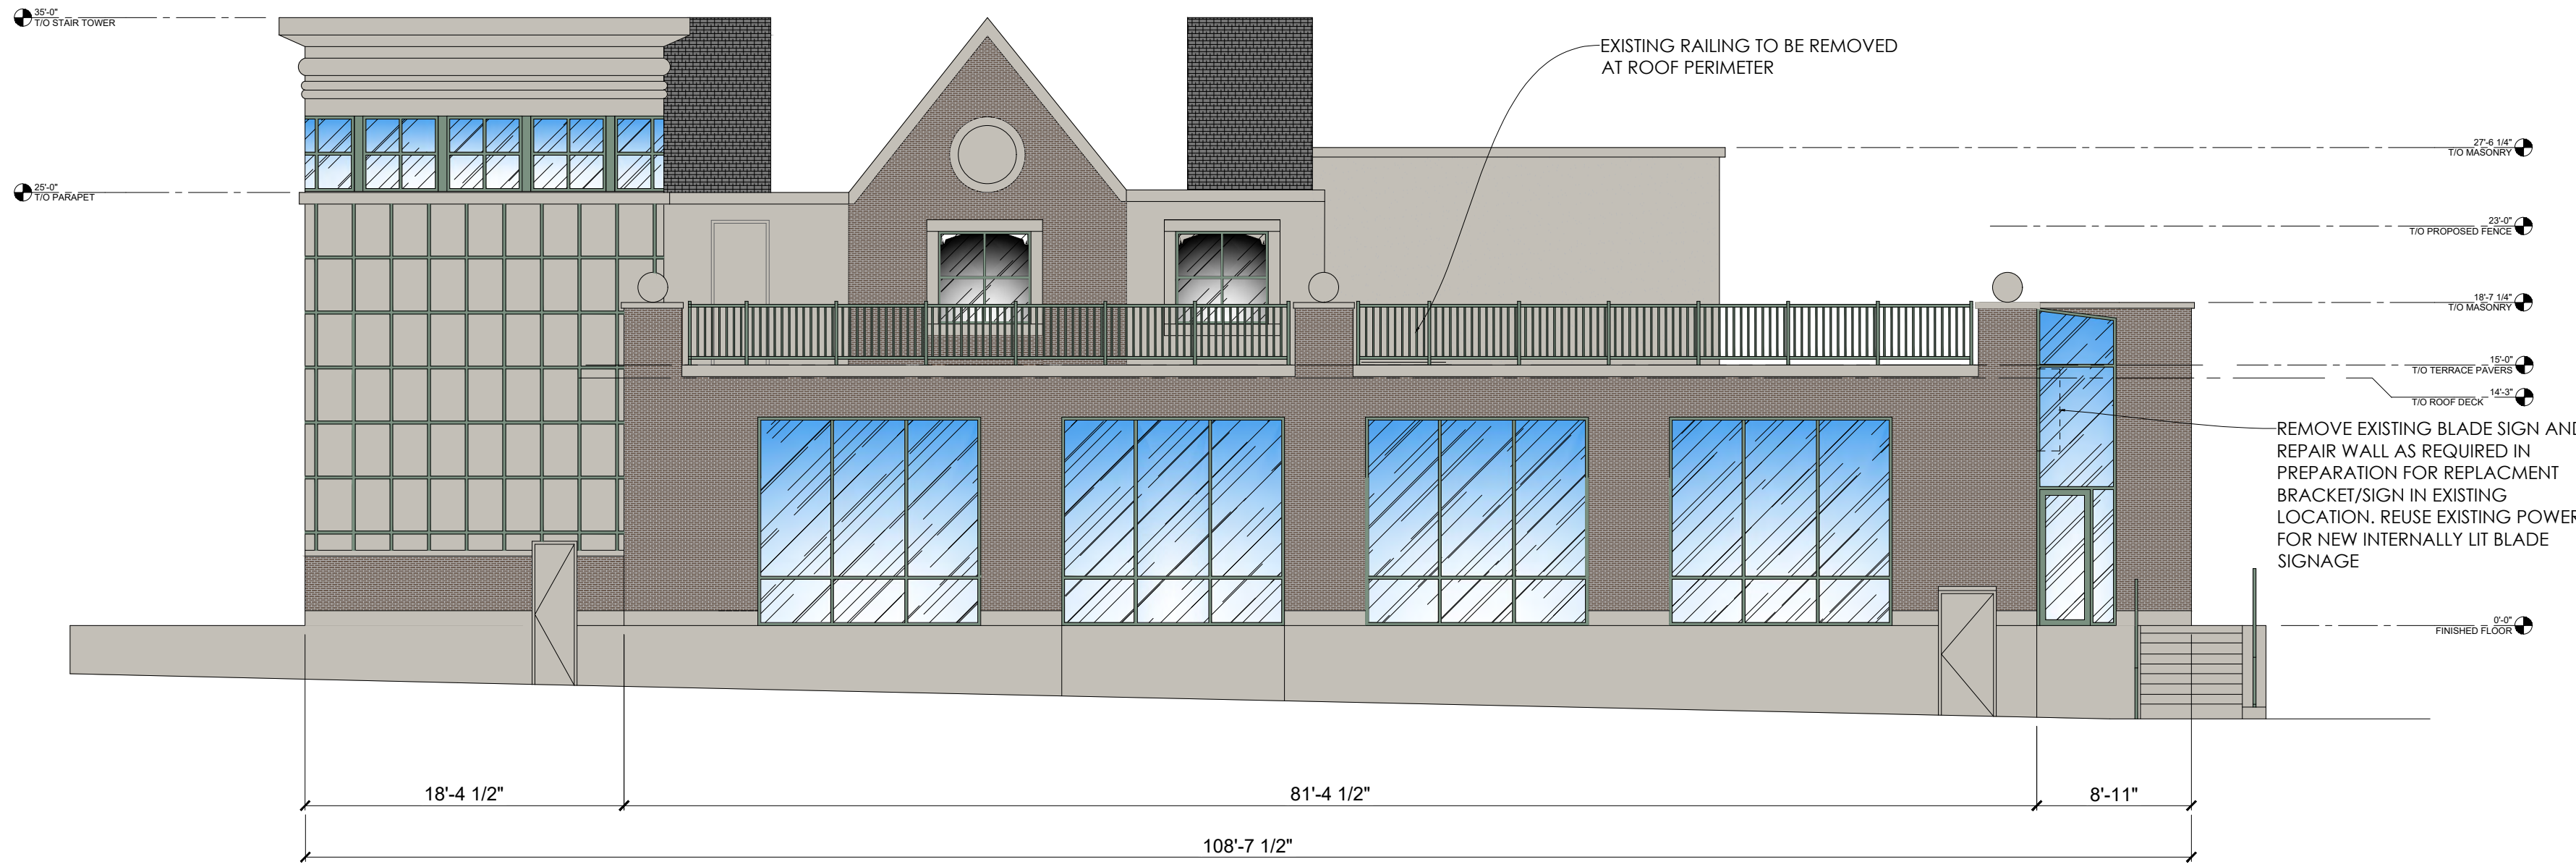 35'-0"
T/O STAIR TOWER
EXISTING RAILING TO BE REMOVED
AT ROOF PERIMETER
27'-6 1/4"
T/O MASONRY
25'-0"
T/O PARAPET
23'-0"
T/O PROPOSED FENCE
18'-7 1/4"
T/O MASONRY
15'-0"
T/O TERRACE PAVERS
14'-3"
T/O ROOF DECK
REMOVE EXISTING BLADE SIGN AND
REPAIR WALL AS REQUIRED IN
PREPARATION FOR REPLACMENT
BRACKET/SIGN IN EXISTING
LOCATION. REUSE EXISTING POWER
FOR NEW INTERNALLY LIT BLADE
SIGNAGE
0'-0"
FINISHED FLOOR
18'-4 1/2"
81'-4 1/2"
8'-11"
108'-7 1/2"